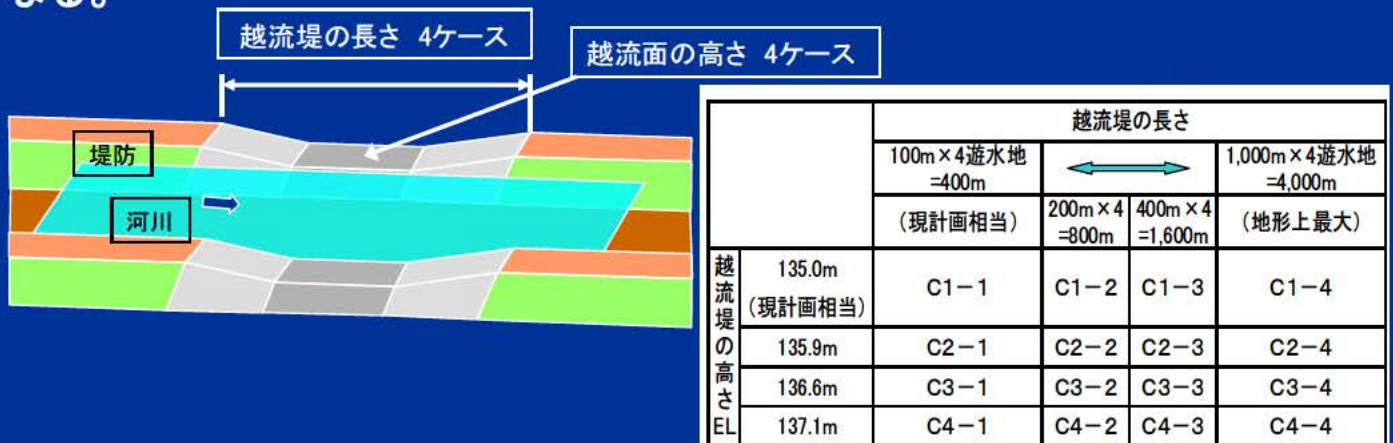 越流堤の長さ 4ケース
越流面の高さ 4ケース
堤防
河川
越流堤の長さ
100m×4遊水地
=400m
1,000m×4遊水地
=4,000m
(現計画相当)
200m×4
=800m
400m×4
=1,600m
(地形上最大)
越流堤の高さEL
135.0m
(現計画相当)
C1-1 C1-2 C1-3 C1-4
135.9m C2-1 C2-2 C2-3 C2-4
136.6m C3-1 C3-2 C3-3 C3-4
137.1m C4-1 C4-2 C4-3 C4-4